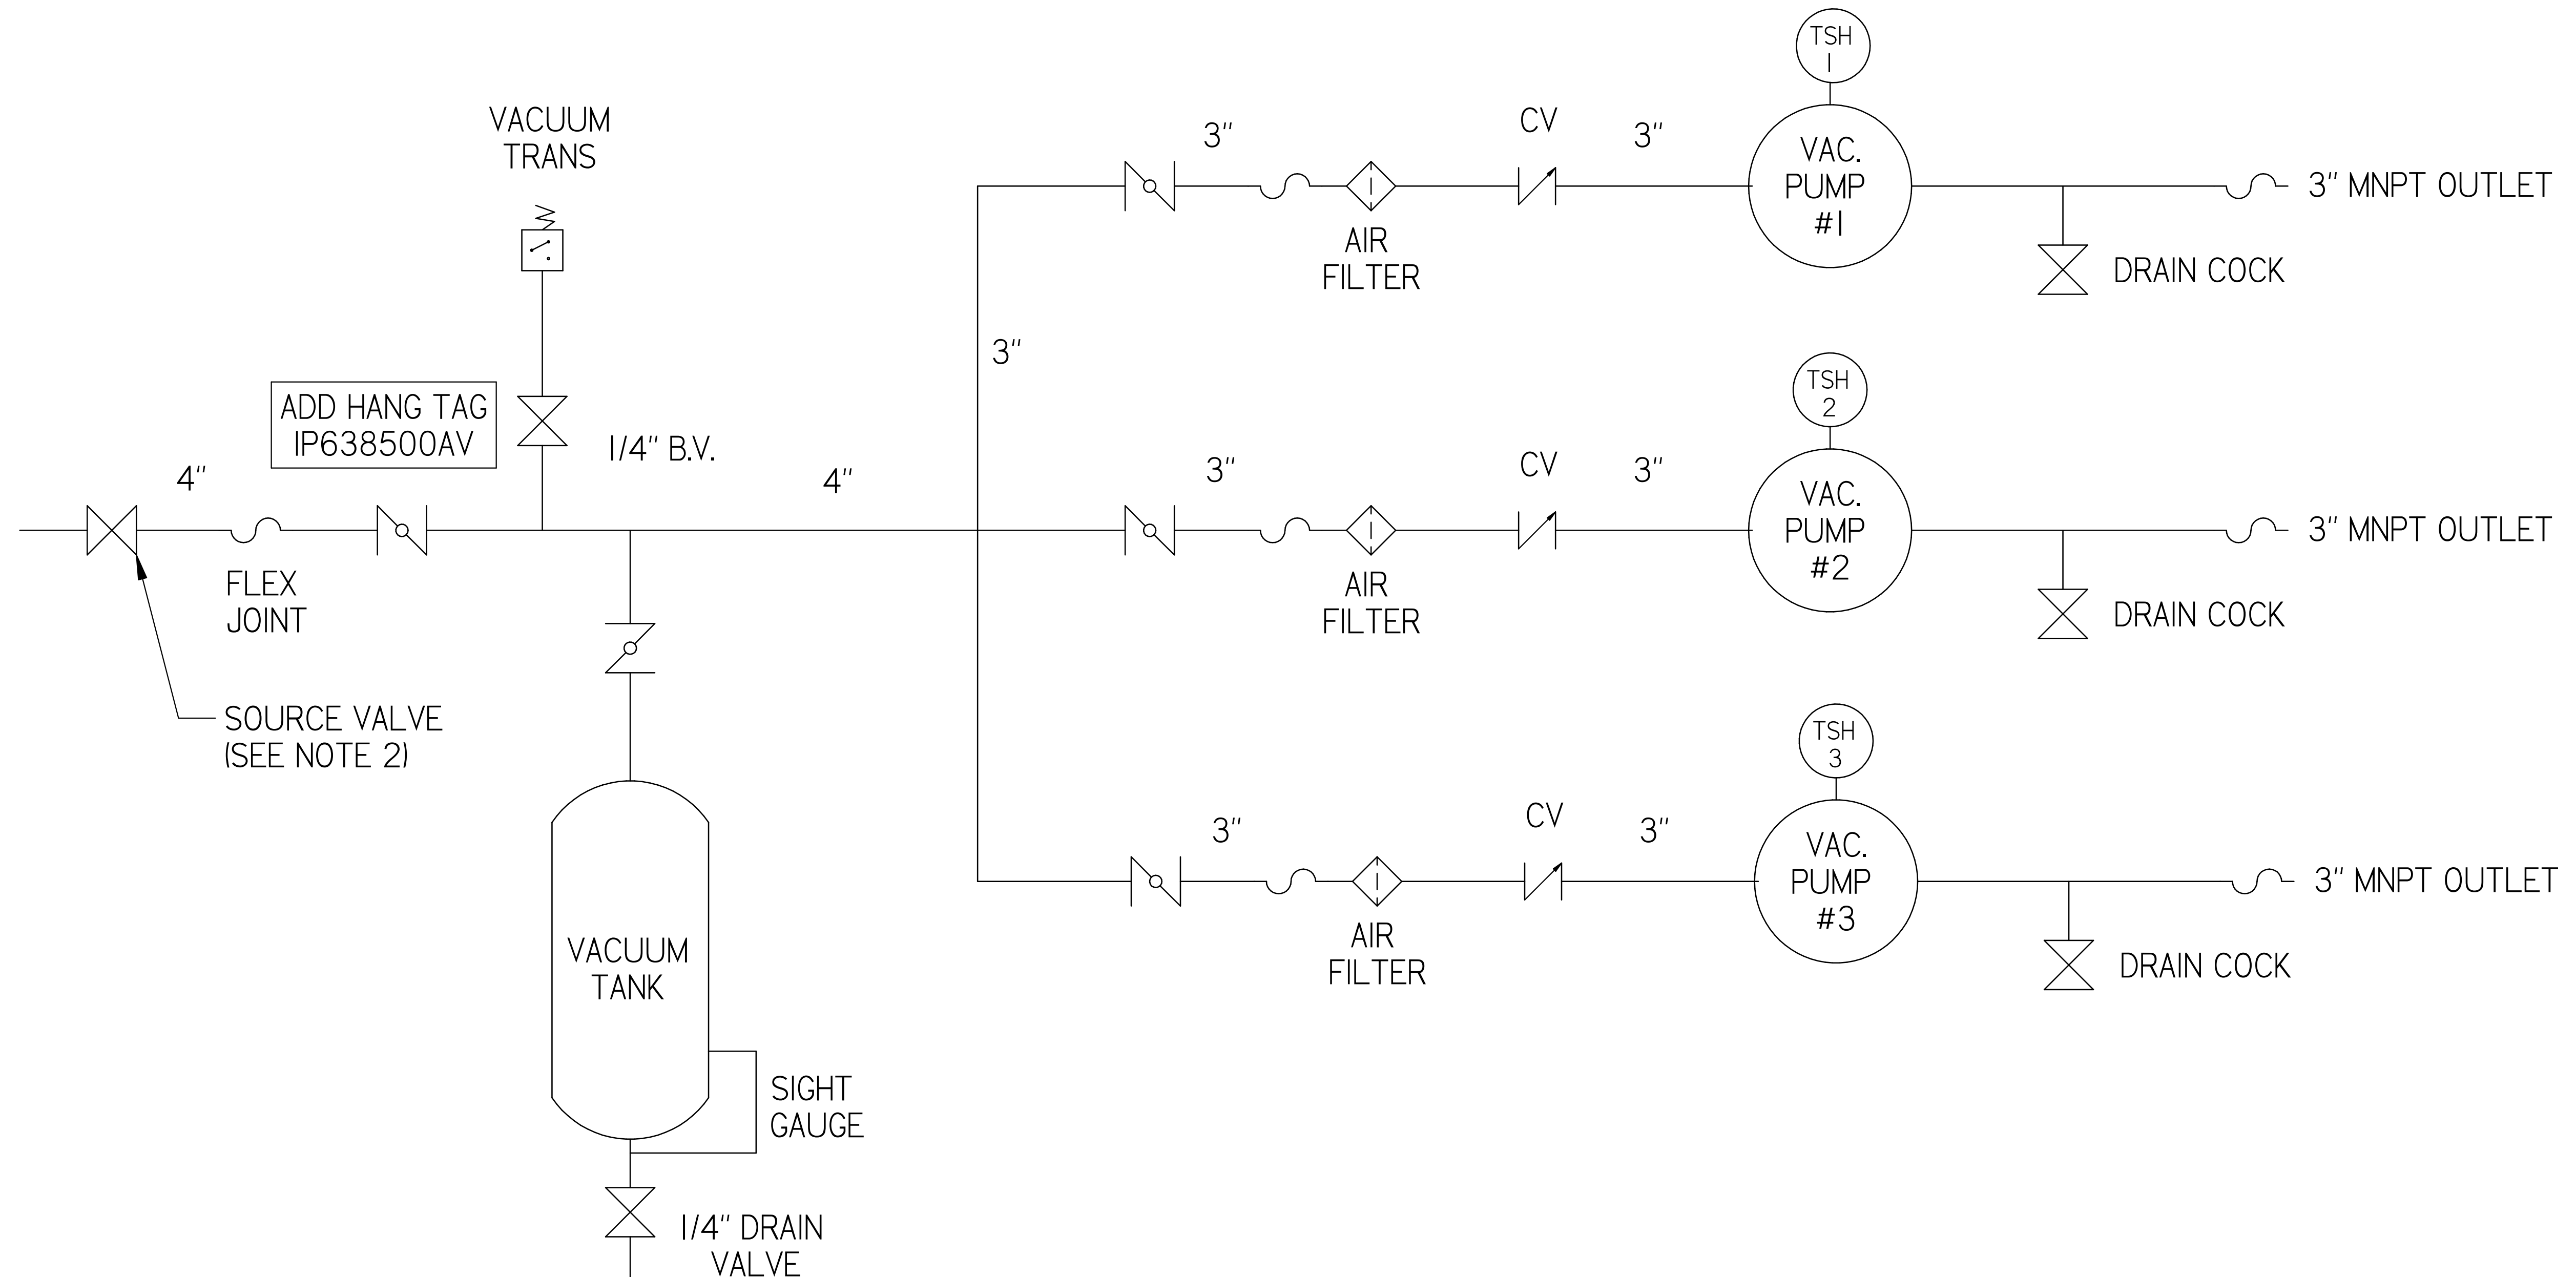 TSH
1
VACUUM
TRANS
3"
CV
3"
VAC.
PUMP
#1
3" MNPT OUTLET
AIR
FILTER
DRAIN COCK
3"
TSH
2
ADD HANG TAG
IP638500AV
1/4" B.V.
4"
4"
3"
CV
3"
VAC.
PUMP
#2
3" MNPT OUTLET
FLEX
JOINT
AIR
FILTER
DRAIN COCK
SOURCE VALVE
(SEE NOTE 2)
TSH
3
3"
CV
3"
VAC.
PUMP
#3
3" MNPT OUTLET
AIR
FILTER
DRAIN COCK
VACUUM
TANK
SIGHT
GAUGE
1/4" DRAIN
VALVE